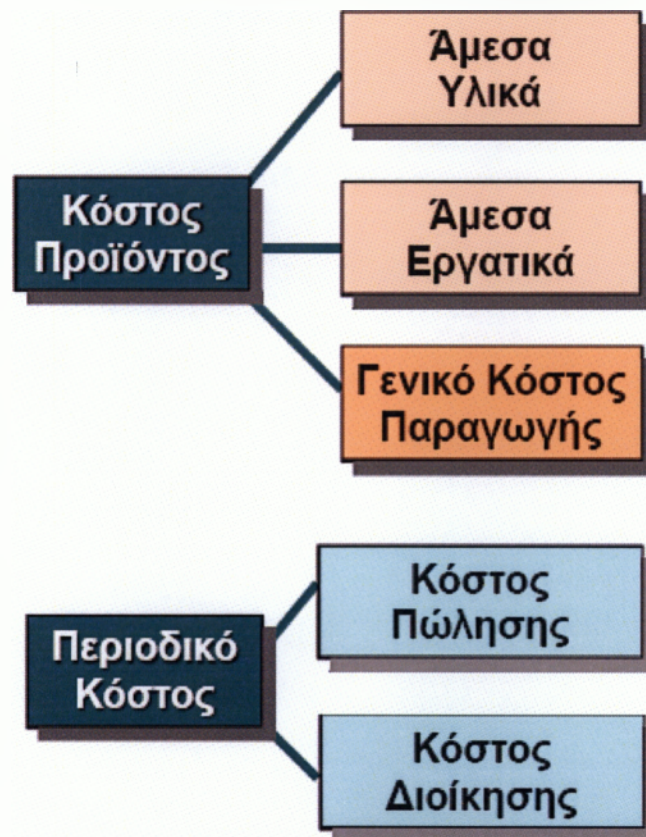 Άμεσα
Υλικά
Κόστος
Προϊόντος
Άμεσα
Εργατικά
Γενικό Κόστος
Παραγωγής
Κόστος
Πώλησης
Περιοδικό
Κόστος
Κόστος
Διοίκησης